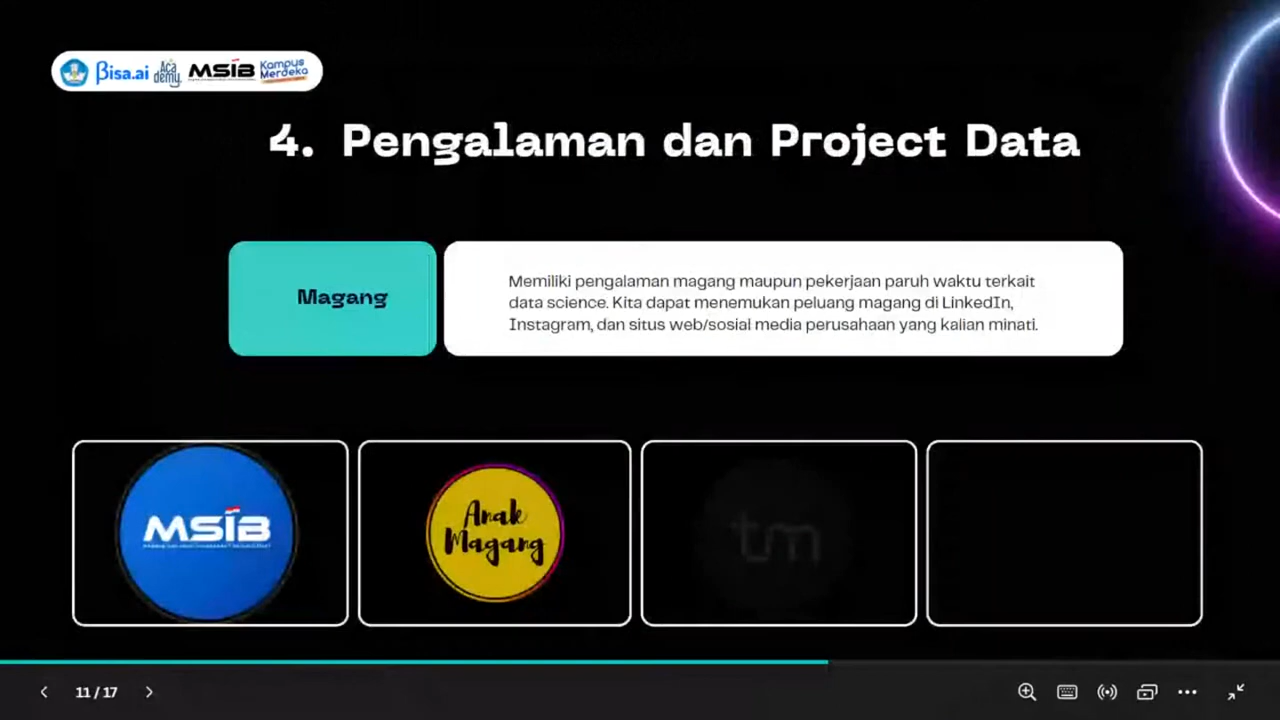 Bisa.ai Academy MSIB Kampus Merdeka
4. Pengalaman dan Project Data
Magang
Memiliki pengalaman magang maupun pekerjaan paruh waktu terkait
data science. Kita dapat menemukan peluang magang di LinkedIn,
Instagram, dan situs web/sosial media perusahaan yang kalian minati.
MSIB
Anak
Magang
tm
11 / 17